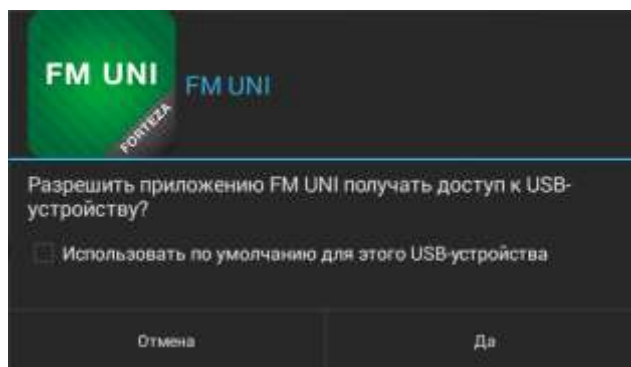 FM UNI
FORTEZA
FM UNI
Разрешить приложению FM UNI получать доступ к USB-
устройству?
Использовать по умолчанию для этого USB-устройства
Отмена
Да